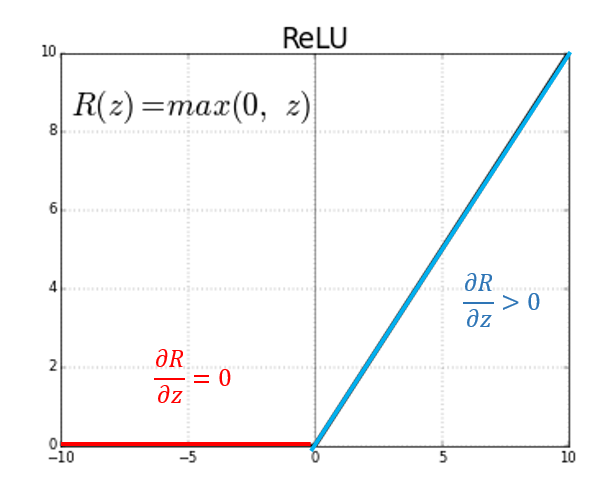 ReLU
R(z)=max(0, z)
10
8
6
4
2
0
∂R/∂z > 0
∂R/∂z = 0
−10
−5
0
5
10